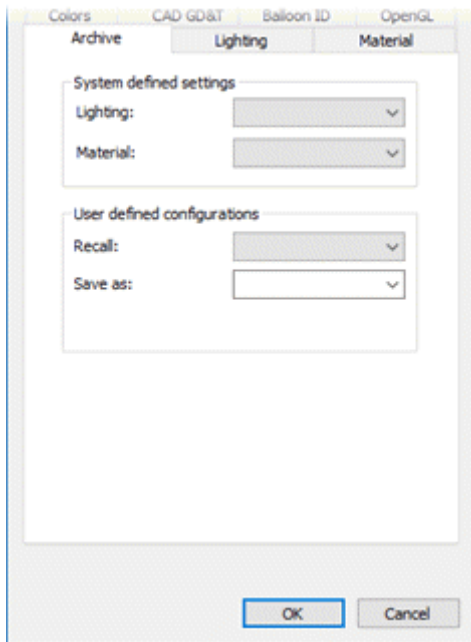 Colors CAD GD&T Balloon ID OpenGL
Archive Lighting Material
System defined settings
Lighting:
Material:
User defined configurations
Recall:
Save as:
OK Cancel